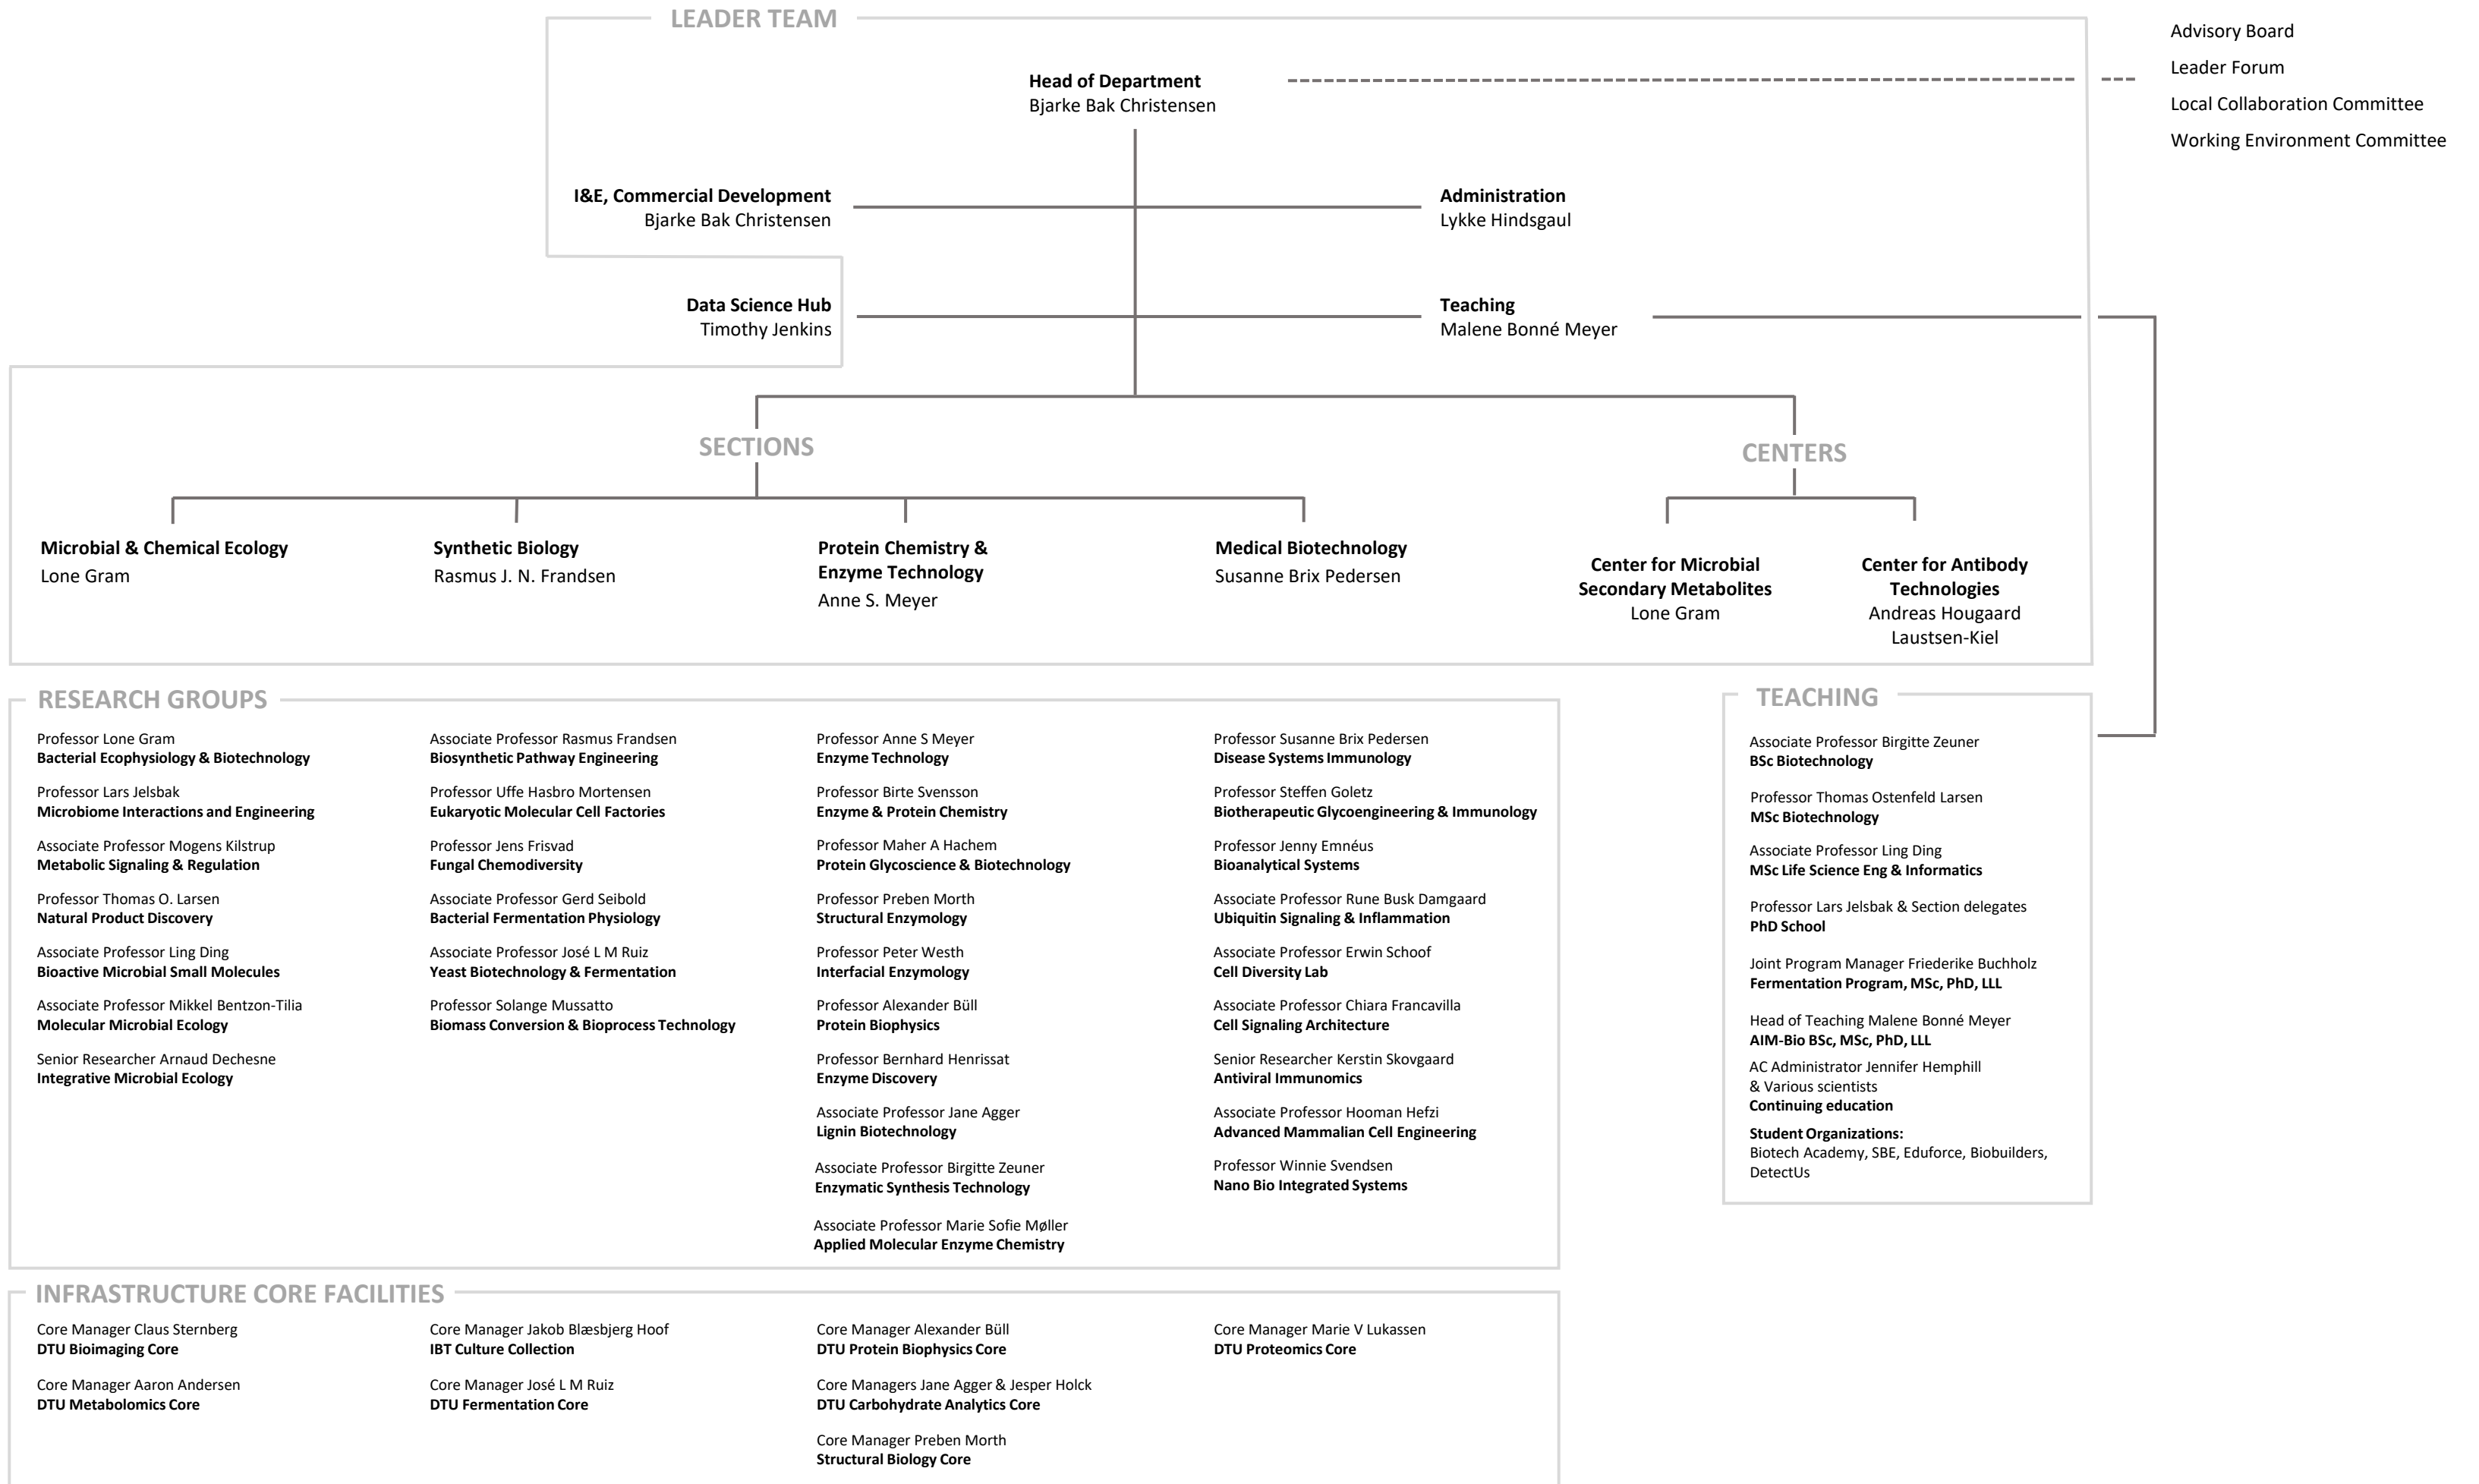 LEADER TEAM
Advisory Board
Leader Forum
Local Collaboration Committee
Working Environment Committee
Head of Department
Bjarke Bak Christensen
I&E, Commercial Development
Bjarke Bak Christensen
Administration
Lykke Hindsgaul
Data Science Hub
Timothy Jenkins
Teaching
Malene Bonné Meyer
SECTIONS
CENTERS
Microbial & Chemical Ecology
Lone Gram
Synthetic Biology
Rasmus J. N. Frandsen
Protein Chemistry &
Enzyme Technology
Anne S. Meyer
Medical Biotechnology
Susanne Brix Pedersen
Center for Microbial
Secondary Metabolites
Lone Gram
Center for Antibody
Technologies
Andreas Hougaard
Laustsen-Kiel
RESEARCH GROUPS
Professor Lone Gram
Bacterial Ecophysiology & Biotechnology
Professor Lars Jelsbak
Microbiome Interactions and Engineering
Associate Professor Mogens Kilstrup
Metabolic Signaling & Regulation
Professor Thomas O. Larsen
Natural Product Discovery
Associate Professor Ling Ding
Bioactive Microbial Small Molecules
Associate Professor Mikkel Bentzon-Tilia
Molecular Microbial Ecology
Senior Researcher Arnaud Dechesne
Integrative Microbial Ecology
Associate Professor Rasmus Frandsen
Biosynthetic Pathway Engineering
Professor Uffe Hasbro Mortensen
Eukaryotic Molecular Cell Factories
Professor Jens Frisvad
Fungal Chemodiversity
Associate Professor Gerd Seibold
Bacterial Fermentation Physiology
Associate Professor José L M Ruiz
Yeast Biotechnology & Fermentation
Professor Solange Mussatto
Biomass Conversion & Bioprocess Technology
Professor Anne S Meyer
Enzyme Technology
Professor Birte Svensson
Enzyme & Protein Chemistry
Professor Maher A Hachem
Protein Glycoscience & Biotechnology
Professor Preben Morth
Structural Enzymology
Professor Peter Westh
Interfacial Enzymology
Professor Alexander Büll
Protein Biophysics
Professor Bernhard Henrissat
Enzyme Discovery
Associate Professor Jane Agger
Lignin Biotechnology
Associate Professor Birgitte Zeuner
Enzymatic Synthesis Technology
Associate Professor Marie Sofie Møller
Applied Molecular Enzyme Chemistry
Professor Susanne Brix Pedersen
Disease Systems Immunology
Professor Steffen Goletz
Biotherapeutic Glycoengineering & Immunology
Professor Jenny Emnéus
Bioanalytical Systems
Associate Professor Rune Busk Damgaard
Ubiquitin Signaling & Inflammation
Associate Professor Erwin Schoof
Cell Diversity Lab
Associate Professor Chiara Francavilla
Cell Signaling Architecture
Senior Researcher Kerstin Skovgaard
Antiviral Immunomics
Associate Professor Hooman Hefzi
Advanced Mammalian Cell Engineering
Professor Winnie Svendsen
Nano Bio Integrated Systems
TEACHING
Associate Professor Birgitte Zeuner
BSc Biotechnology
Professor Thomas Ostenfeld Larsen
MSc Biotechnology
Associate Professor Ling Ding
MSc Life Science Eng & Informatics
Professor Lars Jelsbak & Section delegates
PhD School
Joint Program Manager Friederike Buchholz
Fermentation Program, MSc, PhD, LLL
Head of Teaching Malene Bonné Meyer
AIM-Bio BSc, MSc, PhD, LLL
AC Administrator Jennifer Hemphill
& Various scientists
Continuing education
Student Organizations:
Biotech Academy, SBE, Eduforce, Biobuilders,
DetectUs
INFRASTRUCTURE CORE FACILITIES
Core Manager Claus Sternberg
DTU Bioimaging Core
Core Manager Aaron Andersen
DTU Metabolomics Core
Core Manager Jakob Blæsbjerg Hoof
IBT Culture Collection
Core Manager José L M Ruiz
DTU Fermentation Core
Core Manager Alexander Büll
DTU Protein Biophysics Core
Core Managers Jane Agger & Jesper Holck
DTU Carbohydrate Analytics Core
Core Manager Preben Morth
Structural Biology Core
Core Manager Marie V Lukassen
DTU Proteomics Core